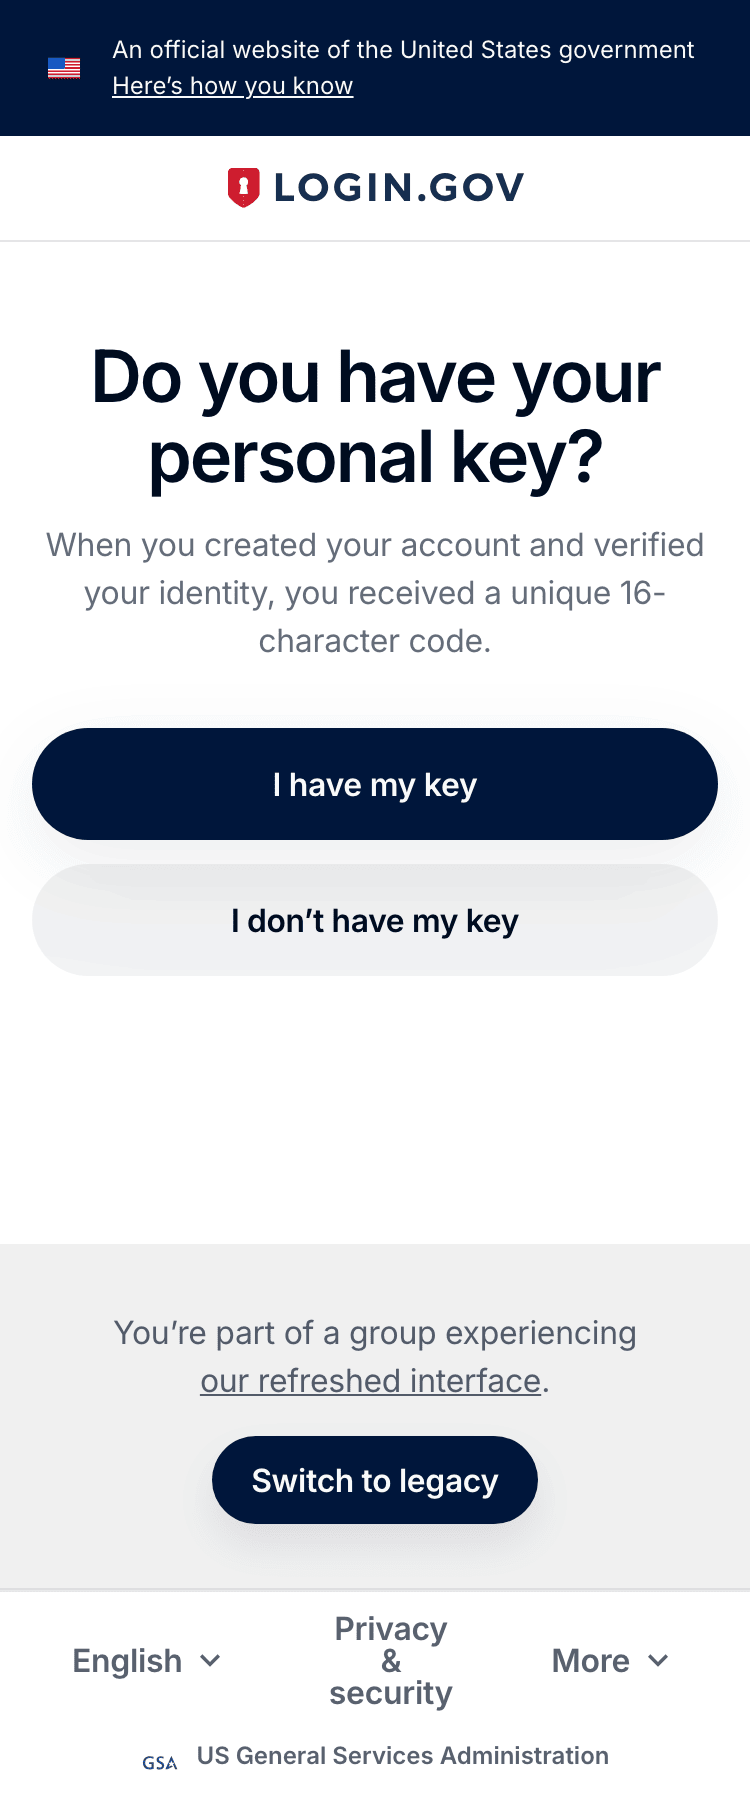 An official website of the United States government
Here’s how you know
LOGIN.GOV
Do you have your
personal key?
When you created your account and verified
your identity, you received a unique 16-
character code.
I have my key
I don’t have my key
You’re part of a group experiencing
our refreshed interface.
Switch to legacy
English
Privacy
&
security
More
GSA US General Services Administration